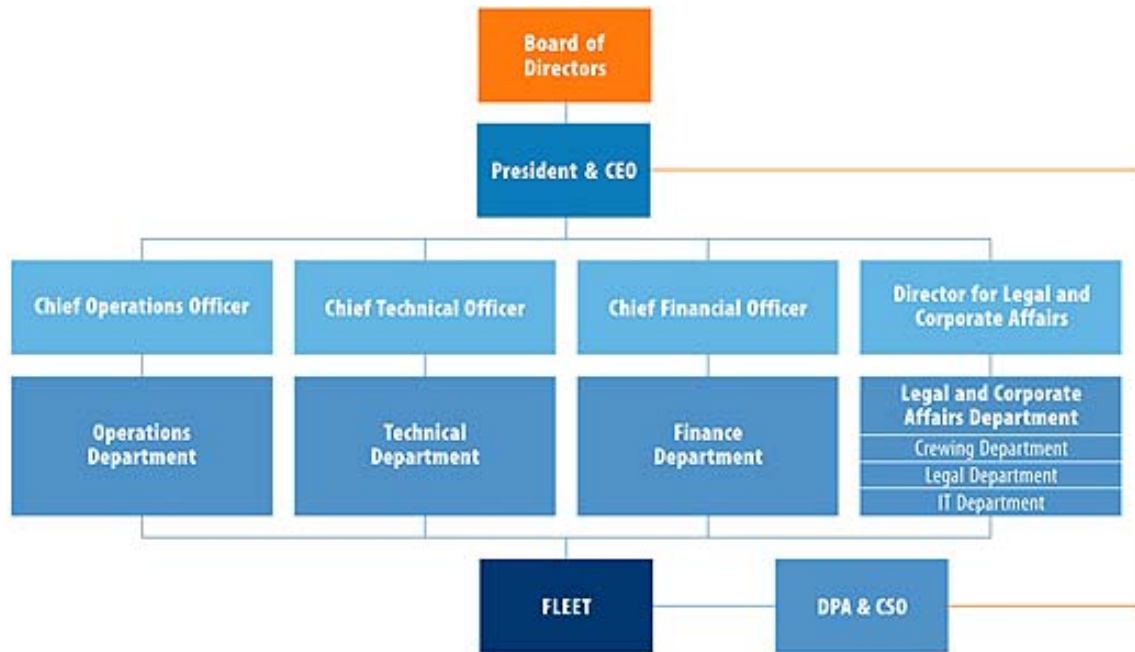 Board of
Directors
President & CEO
Chief Operations Officer
Chief Technical Officer
Chief Financial Officer
Director for Legal and
Corporate Affairs
Operations
Department
Technical
Department
Finance
Department
Legal and Corporate
Affairs Department
Crewing Department
Legal Department
IT Department
FLEET
DPA & CSO